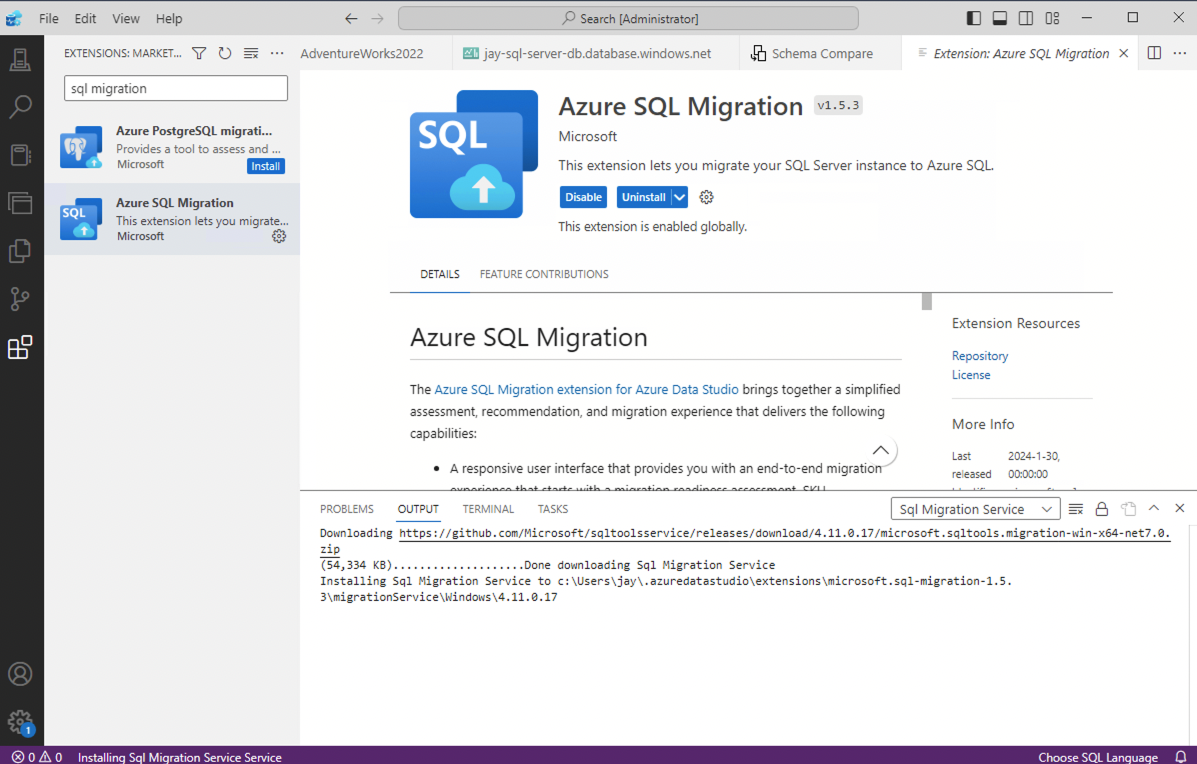 File Edit View Help
Search [Administrator]
EXTENSIONS: MARKET...
AdventureWorks2022
jay-sql-server-db.database.windows.net
Schema Compare
Extension: Azure SQL Migration
sql migration
Azure PostgreSQL migrati...
Provides a tool to assess and ...
Microsoft
Install
SQL
Azure SQL Migration
This extension lets you migrate...
Microsoft
SQL
Azure SQL Migration v1.5.3
Microsoft
This extension lets you migrate your SQL Server instance to Azure SQL.
Disable Uninstall
This extension is enabled globally.
DETAILS FEATURE CONTRIBUTIONS
Azure SQL Migration
The Azure SQL Migration extension for Azure Data Studio brings together a simplified
assessment, recommendation, and migration experience that delivers the following
capabilities:
• A responsive user interface that provides you with an end-to-end migration
experience that starts with a migration readiness assessment, SKU
Extension Resources
Repository
License
More Info
Last 2024-1-30,
released 00:00:00
PROBLEMS OUTPUT TERMINAL TASKS
Sql Migration Service
Downloading https://github.com/Microsoft/sqltoolsservice/releases/download/4.11.0.17/microsoft.sqltools.migration-win-x64-net7.0.
zip
(54,334 KB)....................Done downloading Sql Migration Service
Installing Sql Migration Service to c:\Users\jay\.azuredatastudio\extensions\microsoft.sql-migration-1.5.
3\migrationService\Windows\4.11.0.17
1
0 0 Installing Sql Migration Service Service
Choose SQL Language